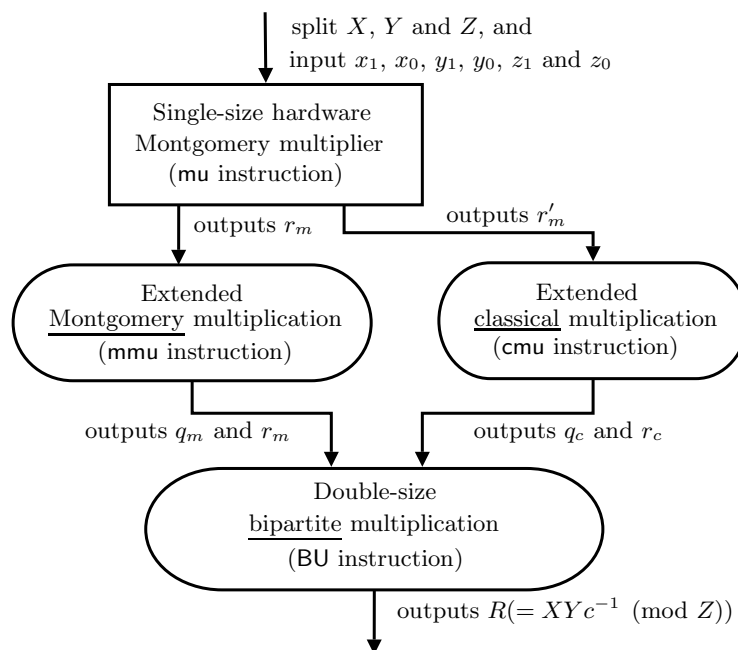 split X, Y and Z, and
input x₁, x₀, y₁, y₀, z₁ and z₀
Single-size hardware
Montgomery multiplier
(mu instruction)
outputs rₘ
outputs r′ₘ
Extended
Montgomery multiplication
(mmu instruction)
Extended
classical multiplication
(cmu instruction)
outputs qₘ and rₘ
outputs q_c and r_c
Double-size
bipartite multiplication
(BU instruction)
outputs R(= XYc⁻¹ (mod Z))